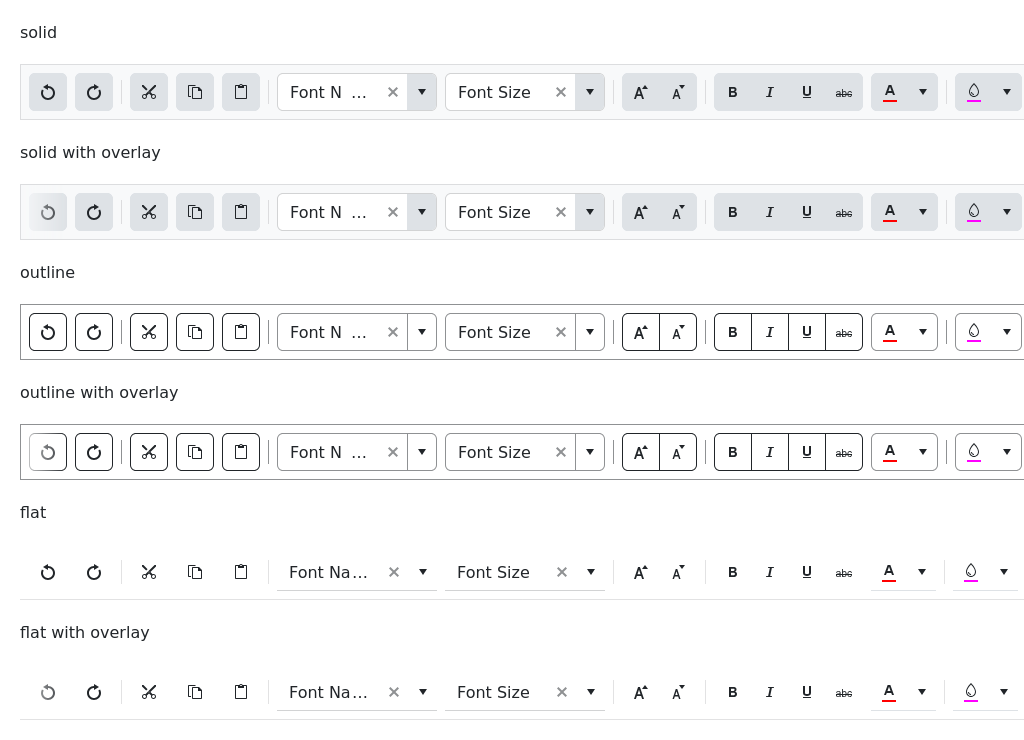 solid
Font N ... Font Size A A B I U abc A
solid with overlay
Font N ... Font Size A A B I U abc A
outline
Font N ... Font Size A A B I U abc A
outline with overlay
Font N ... Font Size A A B I U abc A
flat
Font Na... Font Size A A B I U abc A
flat with overlay
Font Na... Font Size A A B I U abc A